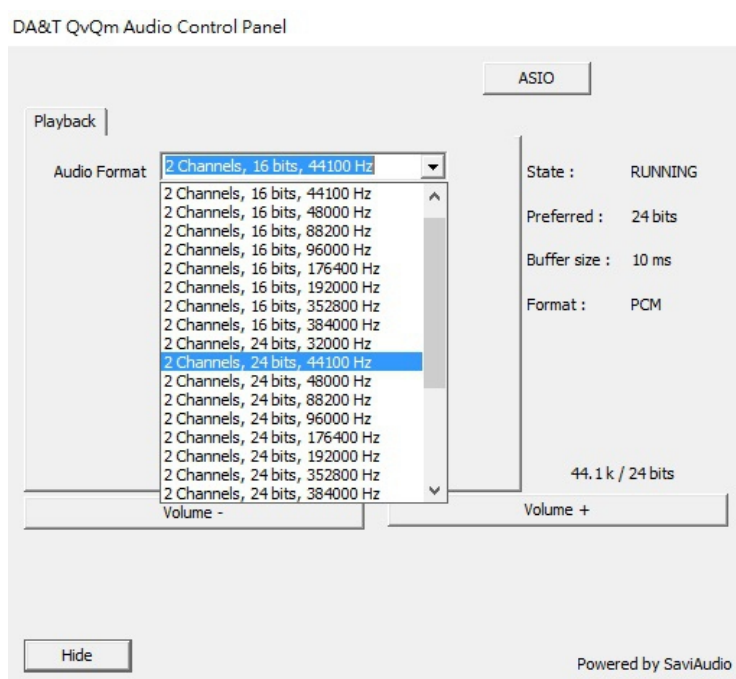 DA&T QvQm Audio Control Panel
ASIO
Playback
Audio Format 2 Channels, 16 bits, 44100 Hz
2 Channels, 16 bits, 44100 Hz
2 Channels, 16 bits, 48000 Hz
2 Channels, 16 bits, 88200 Hz
2 Channels, 16 bits, 96000 Hz
2 Channels, 16 bits, 176400 Hz
2 Channels, 16 bits, 192000 Hz
2 Channels, 16 bits, 352800 Hz
2 Channels, 16 bits, 384000 Hz
2 Channels, 24 bits, 32000 Hz
2 Channels, 24 bits, 44100 Hz
2 Channels, 24 bits, 48000 Hz
2 Channels, 24 bits, 88200 Hz
2 Channels, 24 bits, 96000 Hz
2 Channels, 24 bits, 176400 Hz
2 Channels, 24 bits, 192000 Hz
2 Channels, 24 bits, 352800 Hz
2 Channels, 24 bits, 384000 Hz
State : RUNNING
Preferred : 24 bits
Buffer size : 10 ms
Format : PCM
44.1 k / 24 bits
Volume -
Volume +
Hide
Powered by SaviAudio